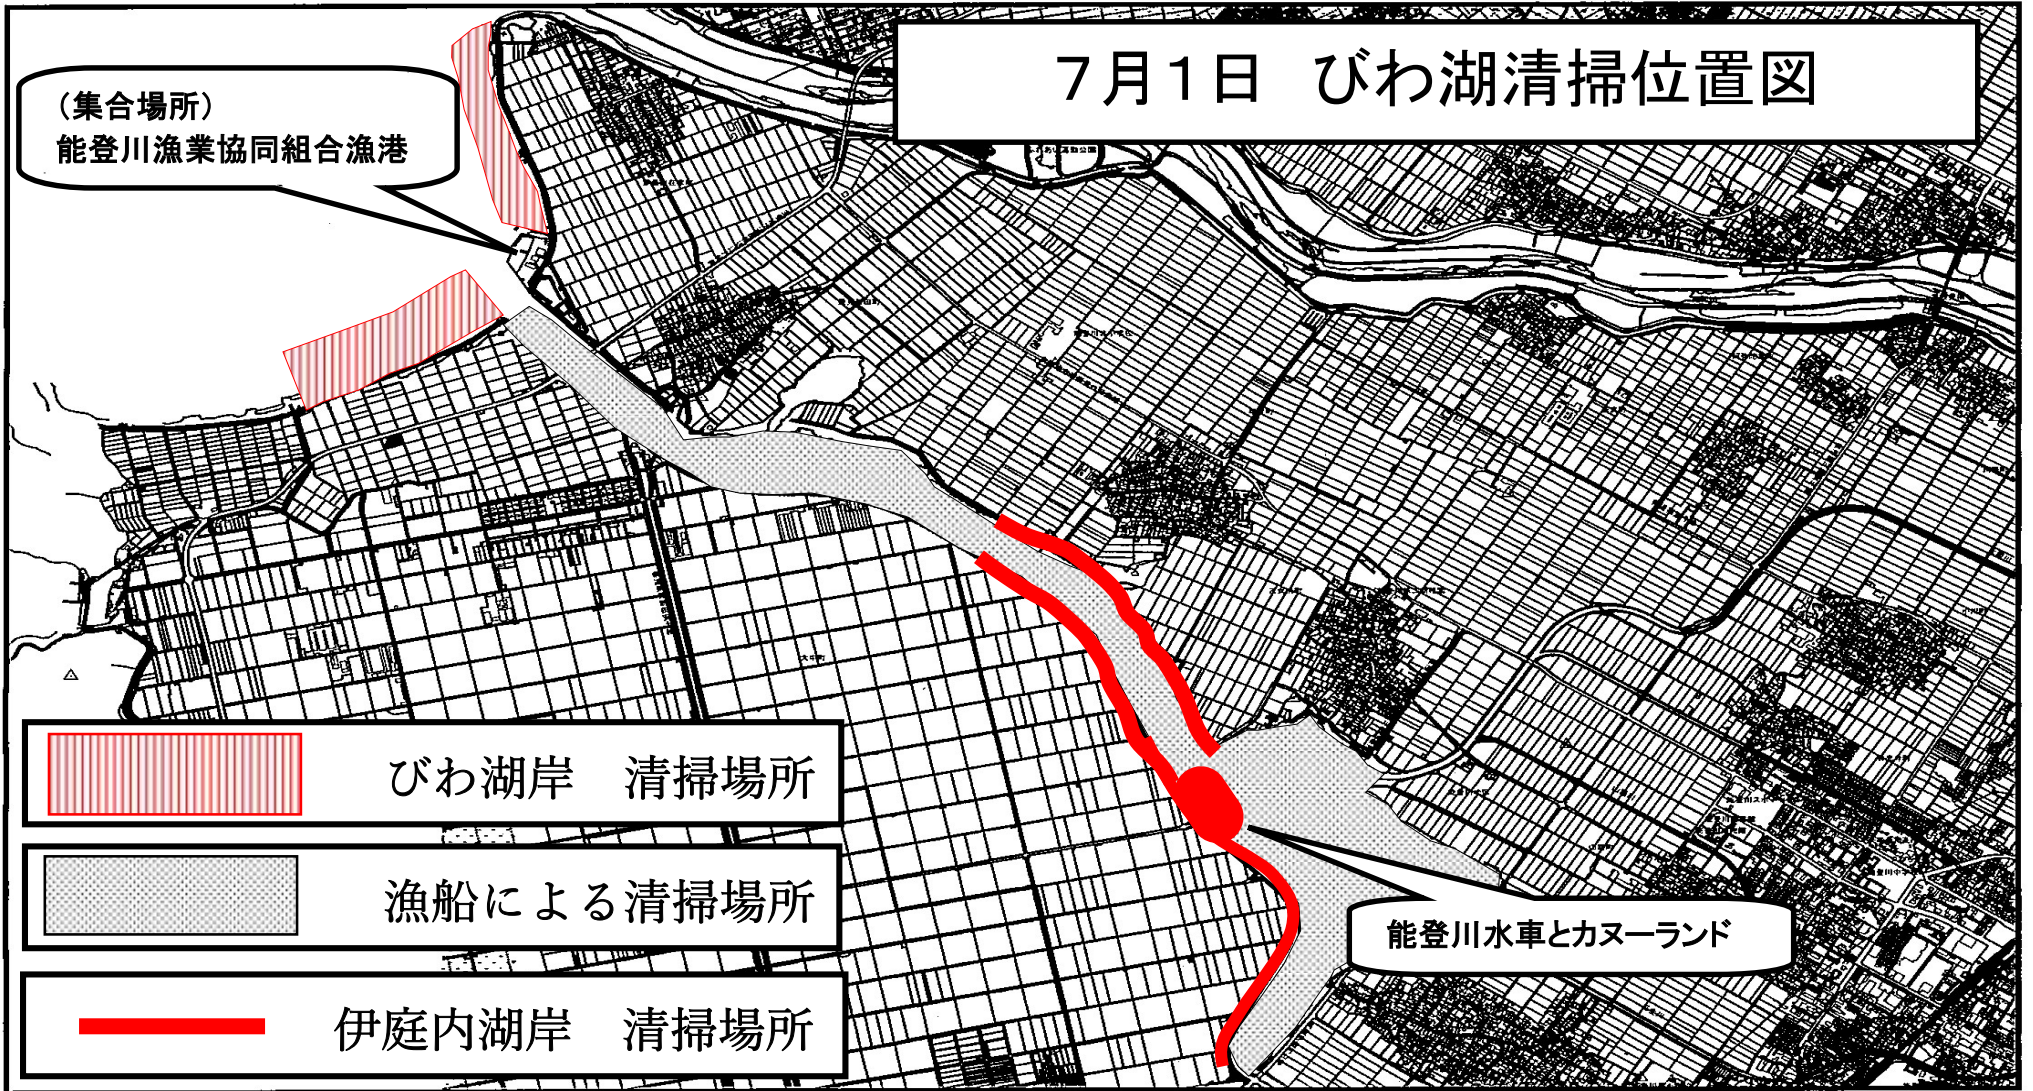 7月1日 びわ湖清掃位置図
(集合場所)
能登川漁業協同組合漁港
大中町
びわ湖岸 清掃場所
漁船による清掃場所
伊庭内湖岸 清掃場所
能登川水車とカヌーランド